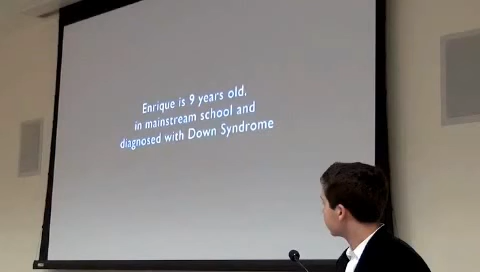 Enrique is 9 years old,
in mainstream school and
diagnosed with Down Syndrome